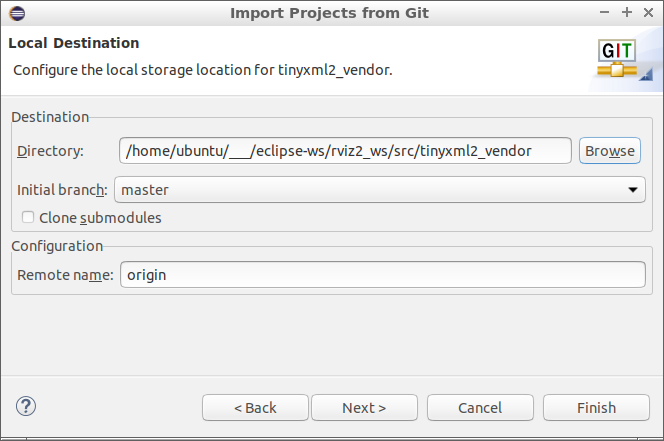 Import Projects from Git
Local Destination
Configure the local storage location for tinyxml2_vendor.
GIT
Destination
Directory: /home/ubuntu/___/eclipse-ws/rviz2_ws/src/tinyxml2_vendor Browse
Initial branch: master
Clone submodules
Configuration
Remote name: origin
? < Back Next > Cancel Finish